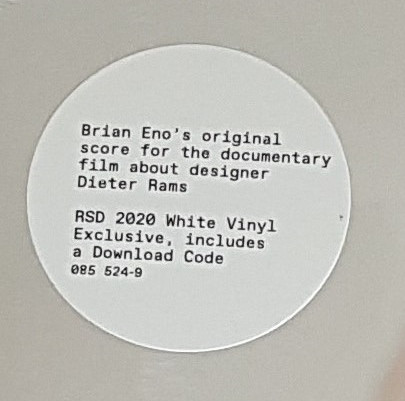 Brian Eno's original
score for the documentary
film about designer
Dieter Rams
RSD 2020 White Vinyl
Exclusive, includes
a Download Code
085 524-9